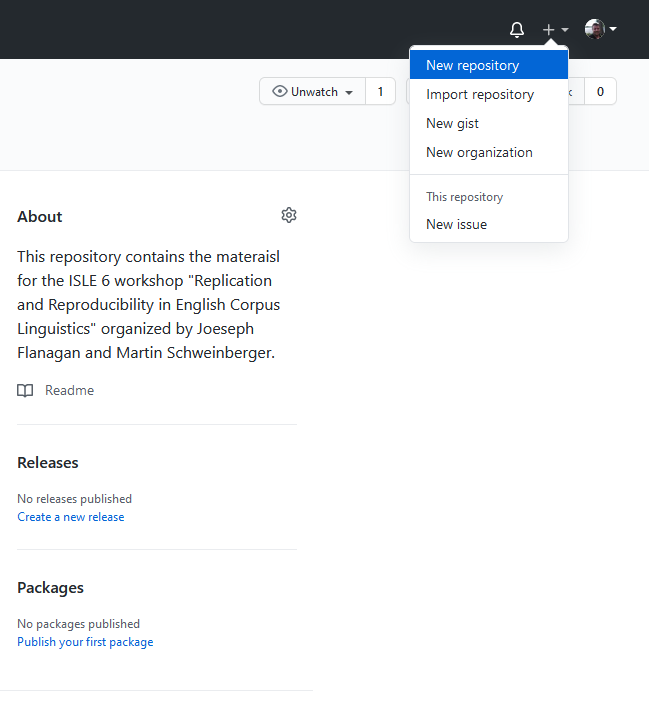 New repository
Unwatch
1
Import repository
0
New gist
New organization
This repository
New issue
About
This repository contains the materaisl
for the ISLE 6 workshop "Replication
and Reproducibility in English Corpus
Linguistics" organized by Joeseph
Flanagan and Martin Schweinberger.
Readme
Releases
No releases published
Create a new release
Packages
No packages published
Publish your first package